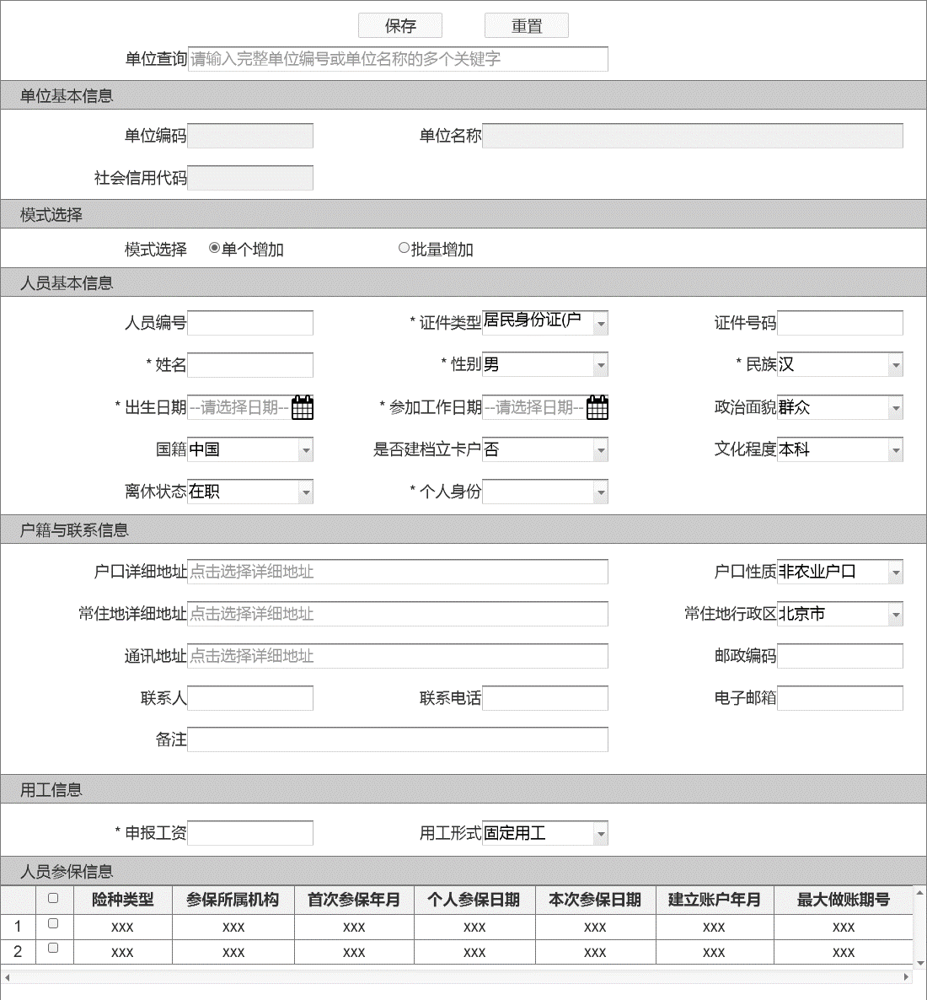 保存 重置
单位查询 请输入完整单位编号或单位名称的多个关键字
单位基本信息
单位编码 单位名称
社会信用代码
模式选择
模式选择 单个增加 批量增加
人员基本信息
人员编号 * 证件类型 居民身份证(户 证件号码
* 姓名 * 性别 男 * 民族 汉
* 出生日期 --请选择日期-- * 参加工作日期 --请选择日期-- 政治面貌 群众
国籍 中国 是否建档立卡户 否 文化程度 本科
离休状态 在职 * 个人身份
户籍与联系信息
户口详细地址 点击选择详细地址 户口性质 非农业户口
常住地详细地址 点击选择详细地址 常住地行政区 北京市
通讯地址 点击选择详细地址 邮政编码
联系人 联系电话 电子邮箱
备注
用工信息
* 申报工资 用工形式 固定用工
人员参保信息
险种类型 参保所属机构 首次参保年月 个人参保日期 本次参保日期 建立账户年月 最大做账期号
1 xxx xxx xxx xxx xxx xxx xxx
2 xxx xxx xxx xxx xxx xxx xxx